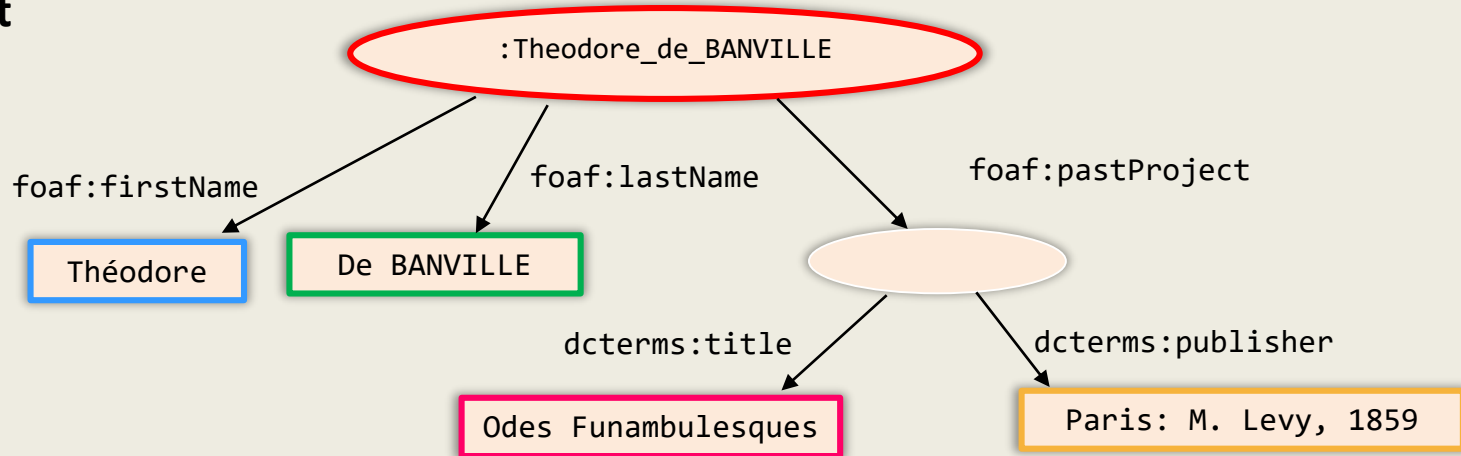 t
:Theodore_de_BANVILLE
foaf:firstName
foaf:lastName
foaf:pastProject
Théodore
De BANVILLE
dcterms:title
dcterms:publisher
Odes Funambulesques
Paris: M. Levy, 1859